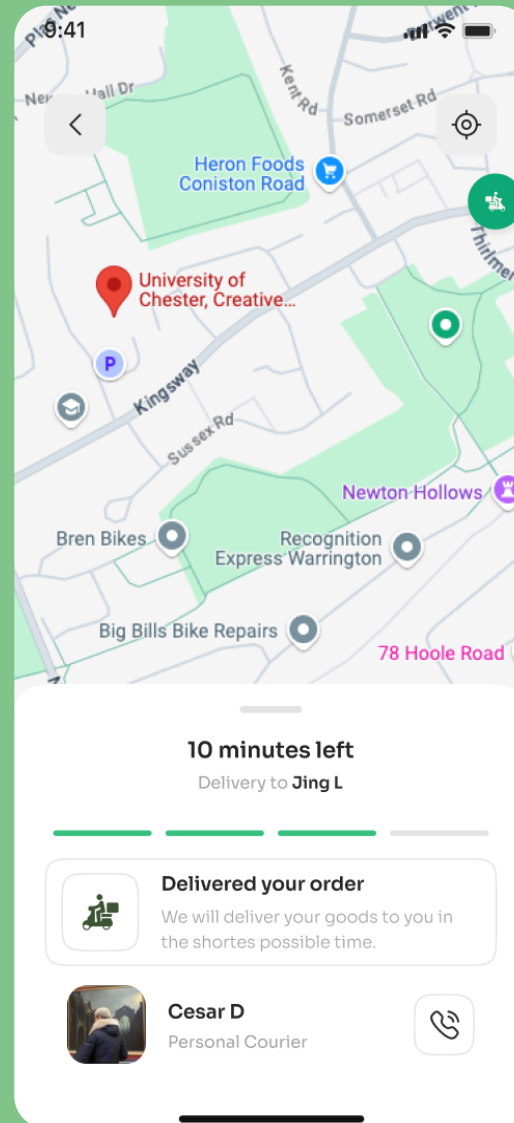 9:41
Hall Dr
Kent Rd
Somerset Rd
Heron Foods
Coniston Road
University of
Chester, Creative...
P
Kingsway
Sussex Rd
Newton Hollows
Bren Bikes
Recognition
Express Warrington
Big Bills Bike Repairs
78 Hoole Road
10 minutes left
Delivery to Jing L
Delivered your order
We will deliver your goods to you in
the shortes possible time.
Cesar D
Personal Courier